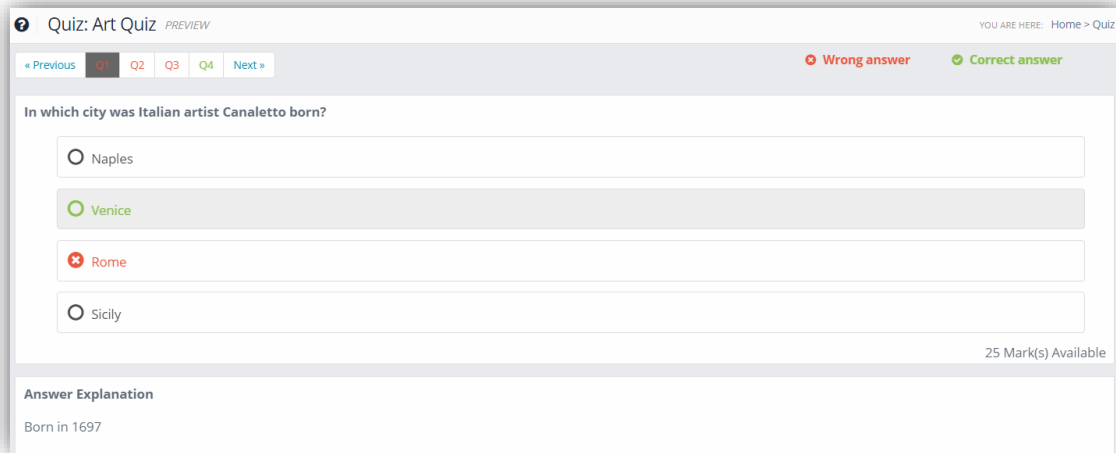 Quiz: Art Quiz PREVIEW YOU ARE HERE: Home > Quiz
« Previous Q1 Q2 Q3 Q4 Next » Wrong answer Correct answer
In which city was Italian artist Canaletto born?
Naples
Venice
Rome
Sicily
25 Mark(s) Available
Answer Explanation
Born in 1697